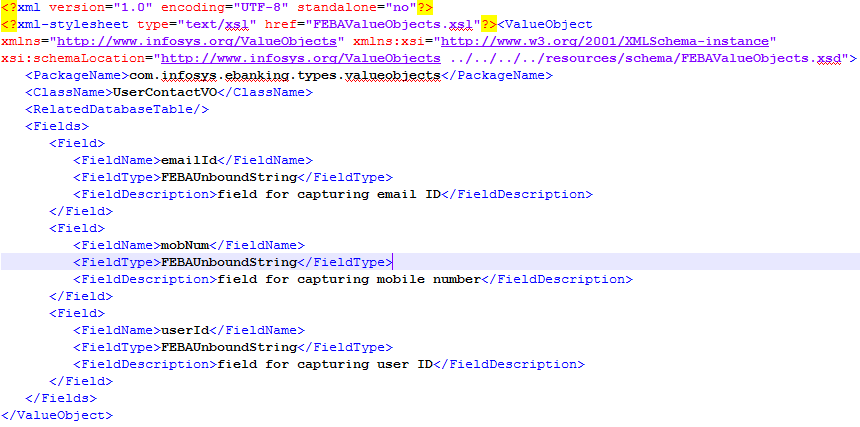 <?xml version="1.0" encoding="UTF-8" standalone="no"?>
<?xml-stylesheet type="text/xsl" href="FEBAValueObjects.xsl"?><ValueObject
xmlns="http://www.infosys.org/ValueObjects" xmlns:xsi="http://www.w3.org/2001/XMLSchema-instance"
xsi:schemaLocation="http://www.infosys.org/ValueObjects ../../../../resources/schema/FEBAValueObjects.xsd">
<PackageName>com.infosys.ebanking.types.valueobjects</PackageName>
<ClassName>UserContactVO</ClassName>
<RelatedDatabaseTable/>
<Fields>
<Field>
<FieldName>emailId</FieldName>
<FieldType>FEBAUnboundString</FieldType>
<FieldDescription>field for capturing email ID</FieldDescription>
</Field>
<Field>
<FieldName>mobNum</FieldName>
<FieldType>FEBAUnboundString</FieldType>
<FieldDescription>field for capturing mobile number</FieldDescription>
</Field>
<Field>
<FieldName>userId</FieldName>
<FieldType>FEBAUnboundString</FieldType>
<FieldDescription>field for capturing user ID</FieldDescription>
</Field>
</Fields>
</ValueObject>